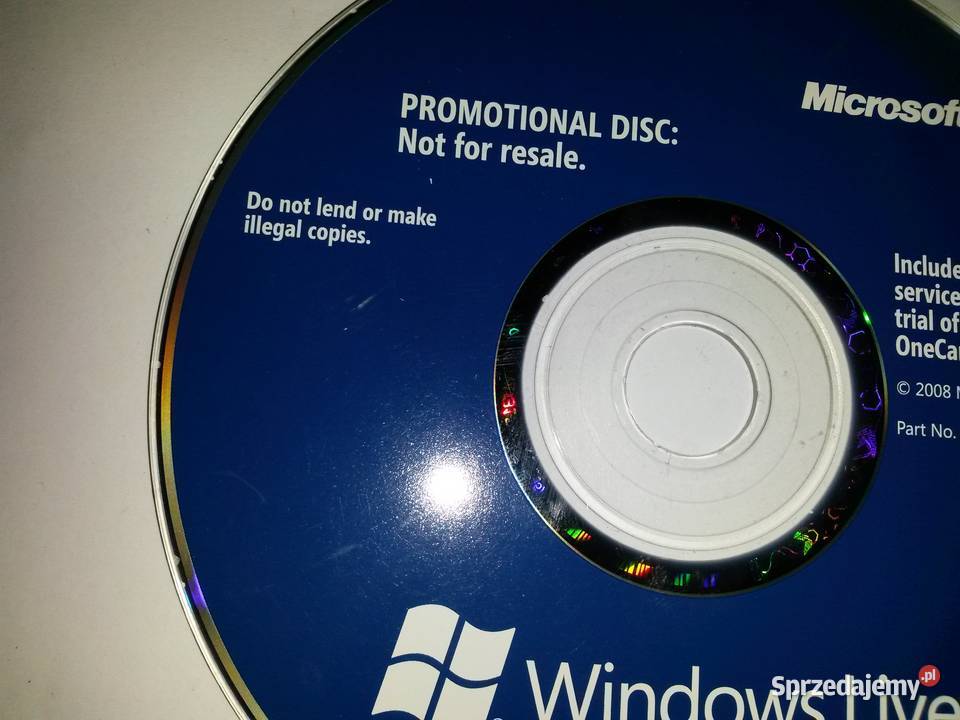 PROMOTIONAL DISC:
Not for resale.
Microsoft
Do not lend or make
illegal copies.
Include
service
trial of
OneCar
© 2008
Part No.
Windows Live
Sprzedajemy.pl